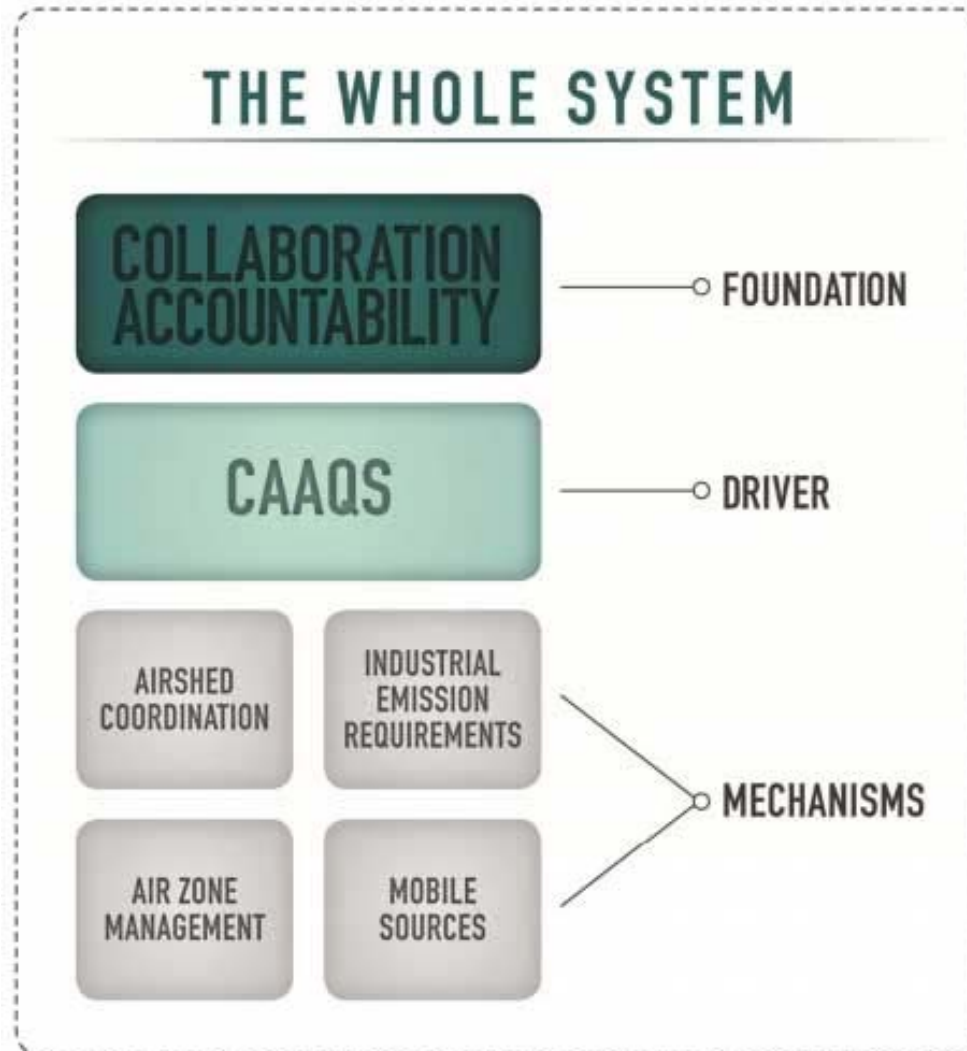 THE WHOLE SYSTEM
COLLABORATION
ACCOUNTABILITY
FOUNDATION
CAAQS
DRIVER
AIRSHED
COORDINATION
INDUSTRIAL
EMISSION
REQUIREMENTS
MECHANISMS
AIR ZONE
MANAGEMENT
MOBILE
SOURCES